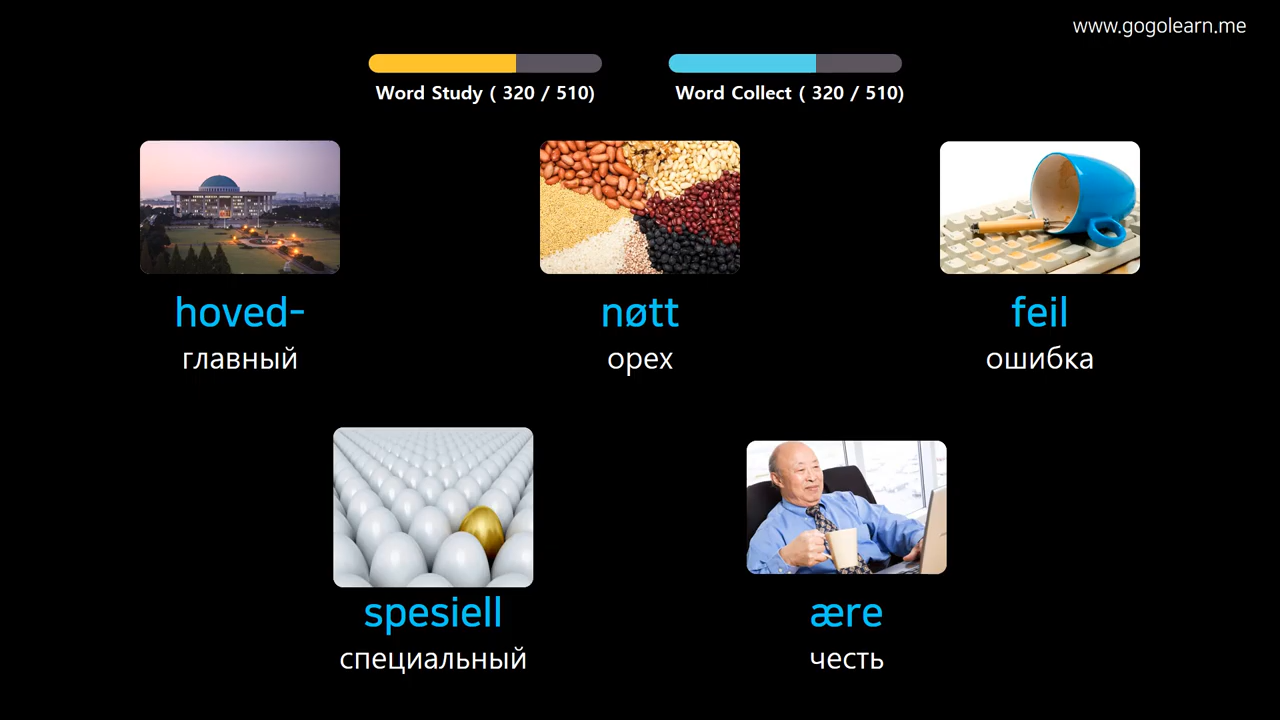 www.gogolearn.me
Word Study ( 320 / 510)
Word Collect ( 320 / 510)
hoved-
главный
nøtt
орех
feil
ошибка
spesiell
специальный
ære
честь